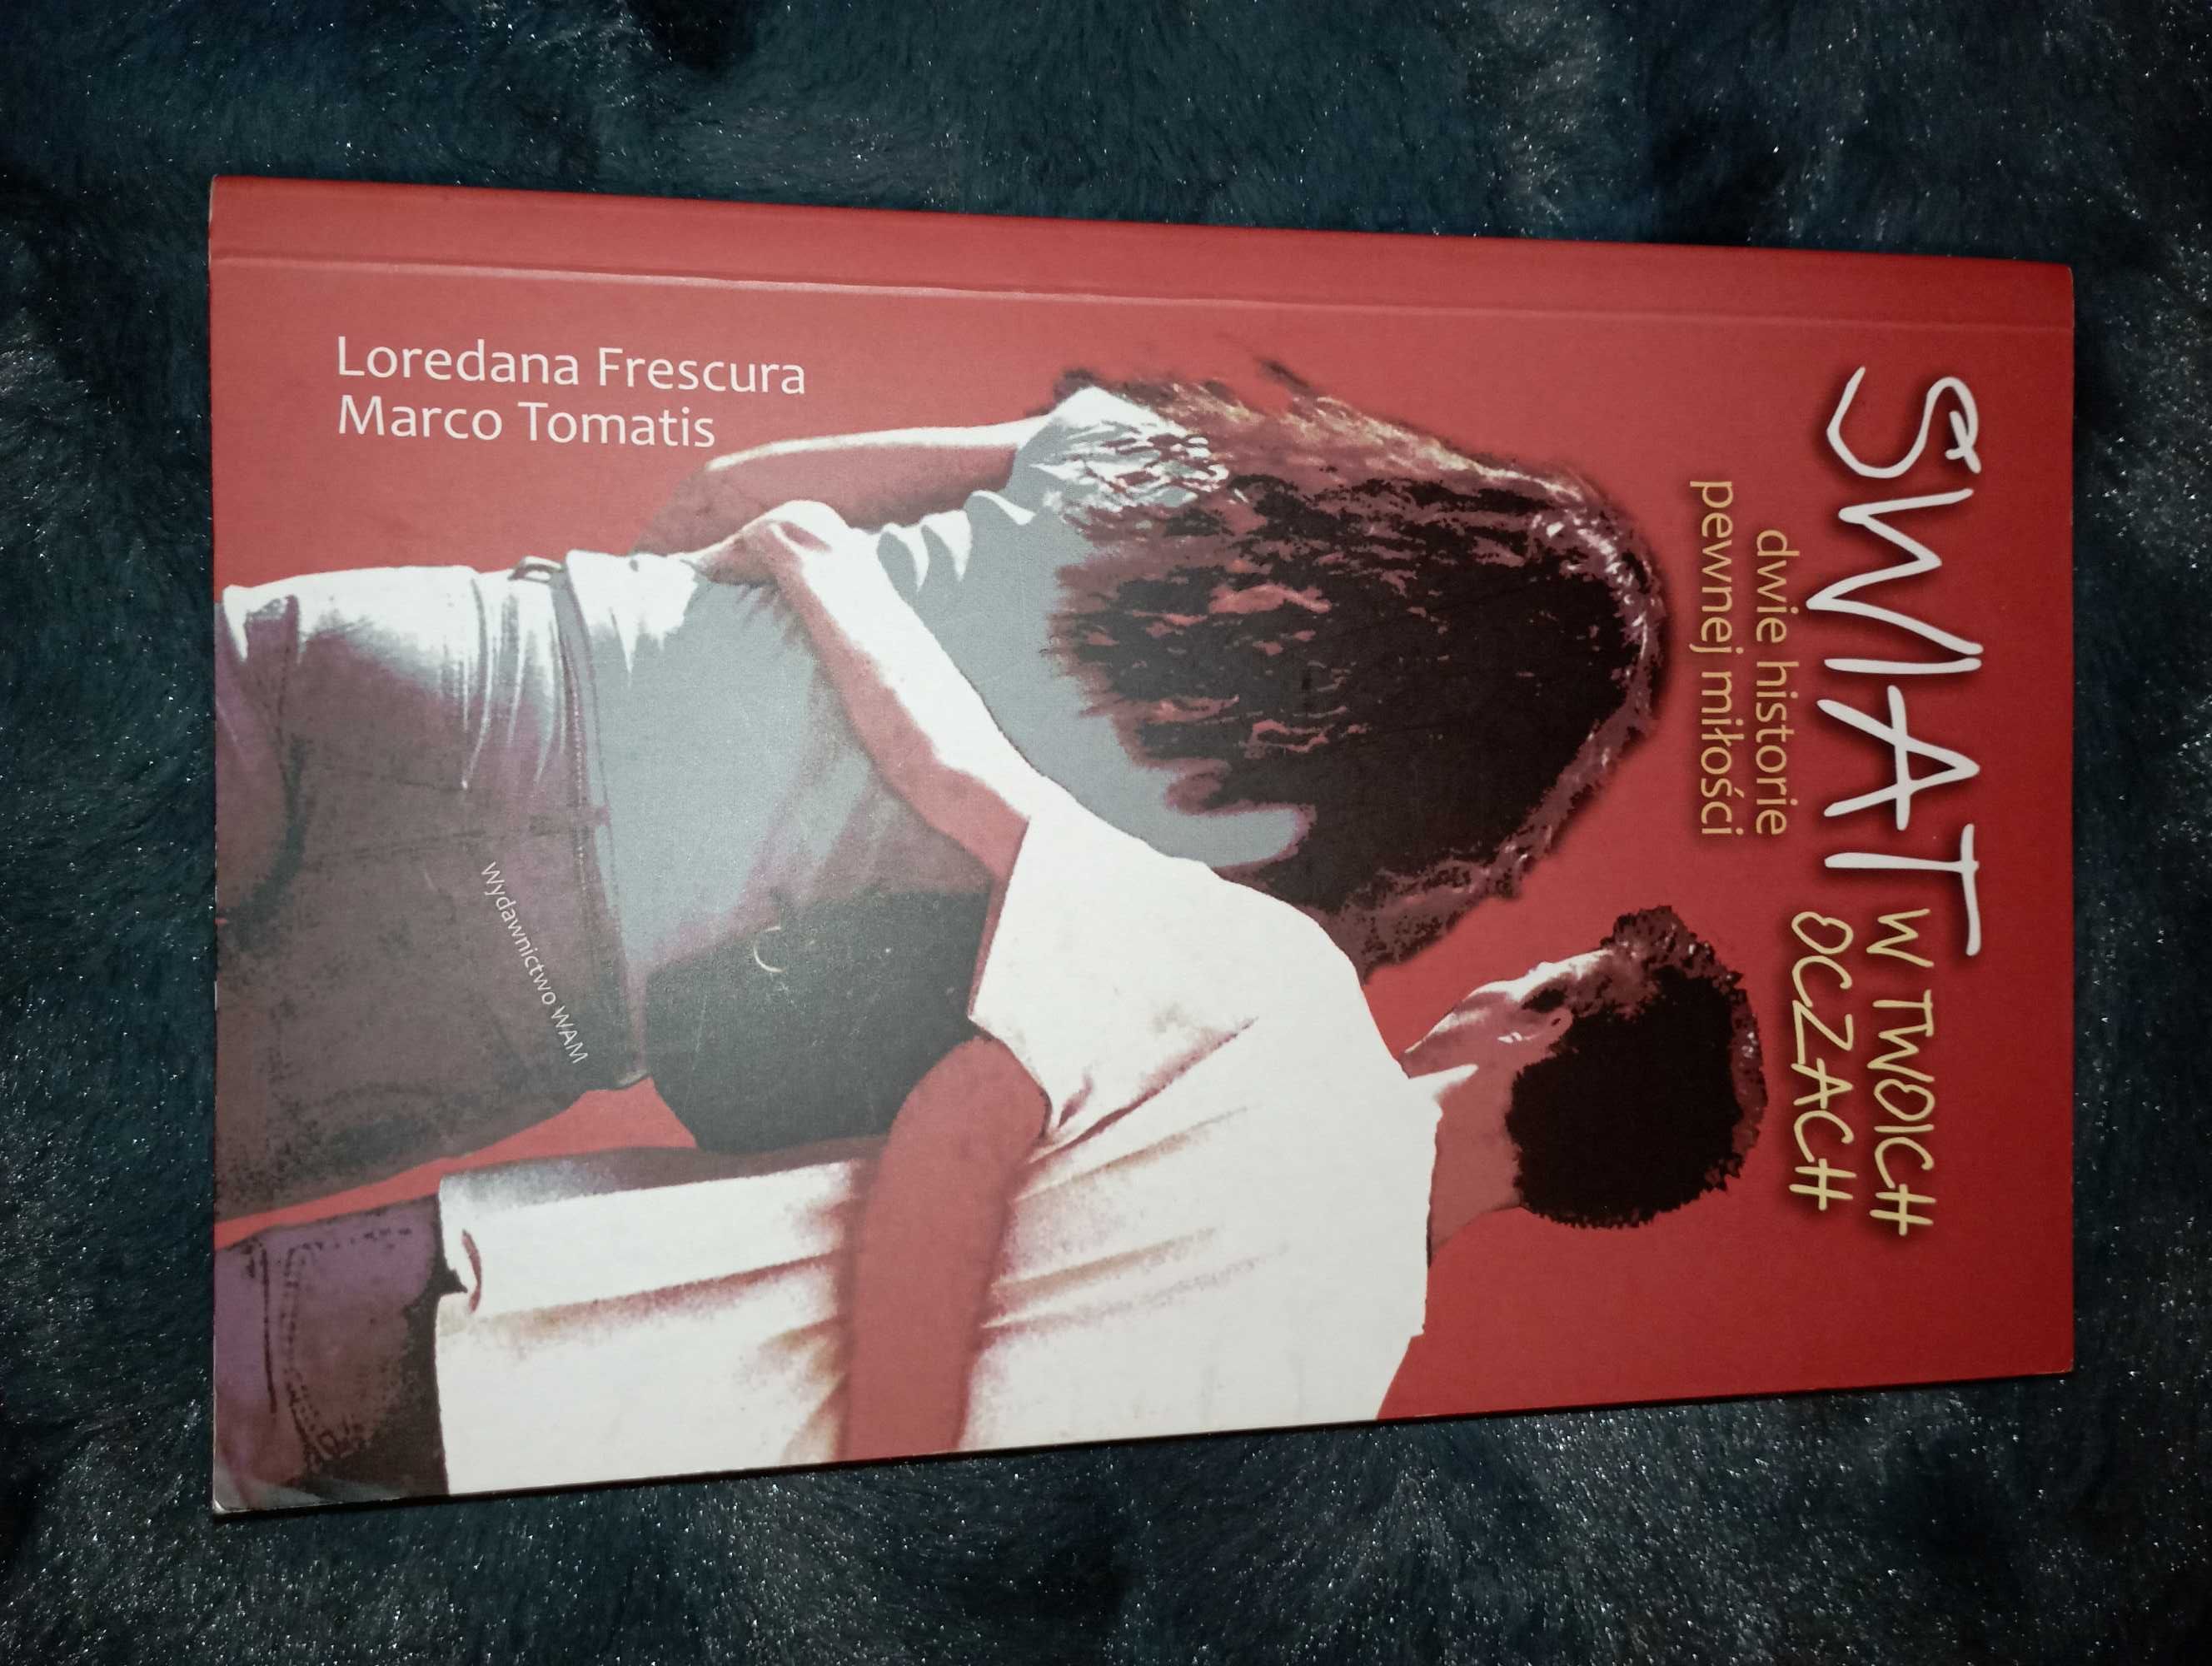 ŚWIAT
W TWOICH
OCZACH
dwie historie
pewnej miłości
Loredana Frescura
Marco Tomatis
Wydawnictwo WAM